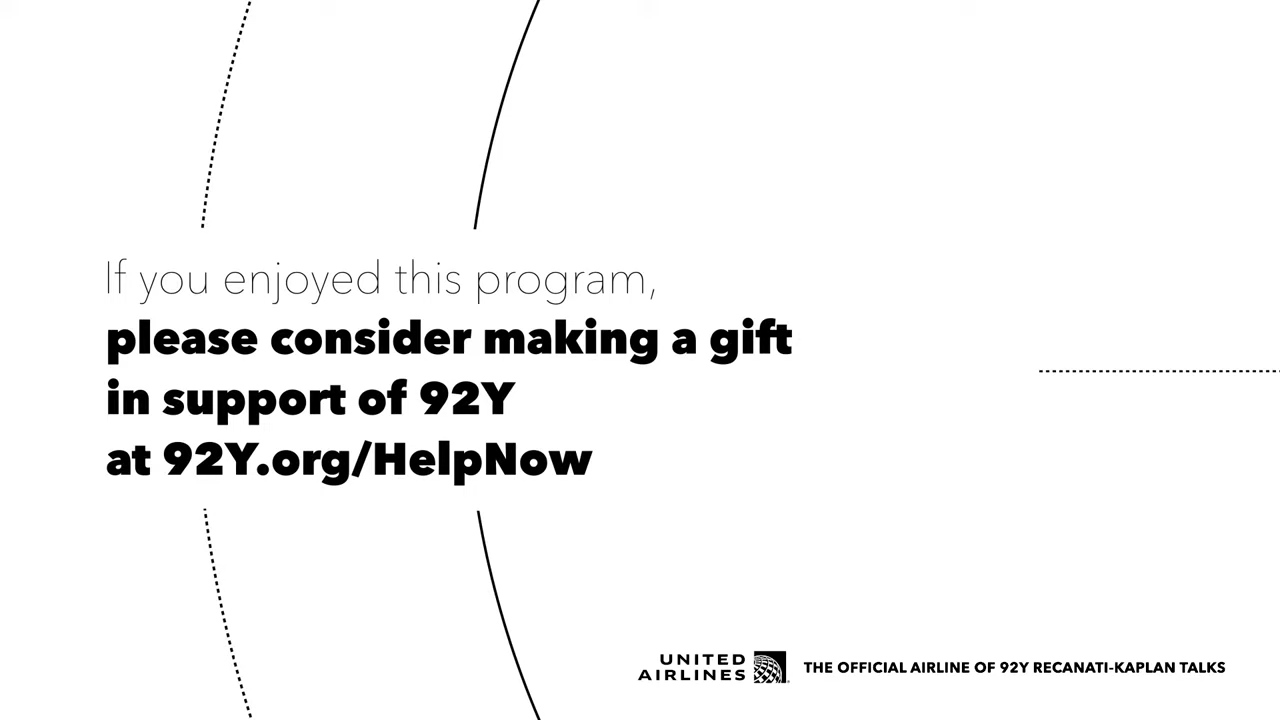 If you enjoyed this program,
please consider making a gift
in support of 92Y
at 92Y.org/HelpNow
UNITED
AIRLINES
THE OFFICIAL AIRLINE OF 92Y RECANATI-KAPLAN TALKS